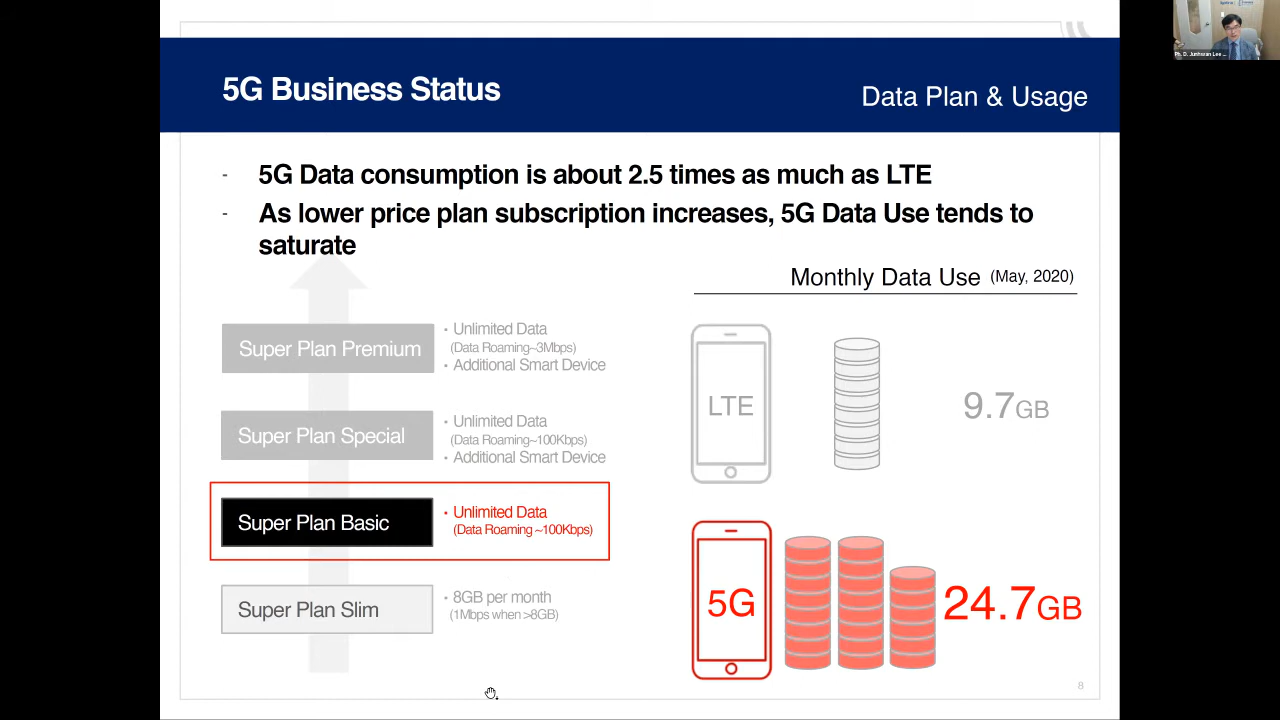 5G Business Status
Data Plan & Usage
- 5G Data consumption is about 2.5 times as much as LTE
- As lower price plan subscription increases, 5G Data Use tends to
saturate
Monthly Data Use (May, 2020)
Super Plan Premium
• Unlimited Data
(Data Roaming~3Mbps)
• Additional Smart Device
Super Plan Special
• Unlimited Data
(Data Roaming~100Kbps)
• Additional Smart Device
Super Plan Basic
• Unlimited Data
(Data Roaming ~100Kbps)
Super Plan Slim
• 8GB per month
(1Mbps when >8GB)
LTE
9.7GB
5G
24.7GB
8
Ph. D. Junhwan Lee ...